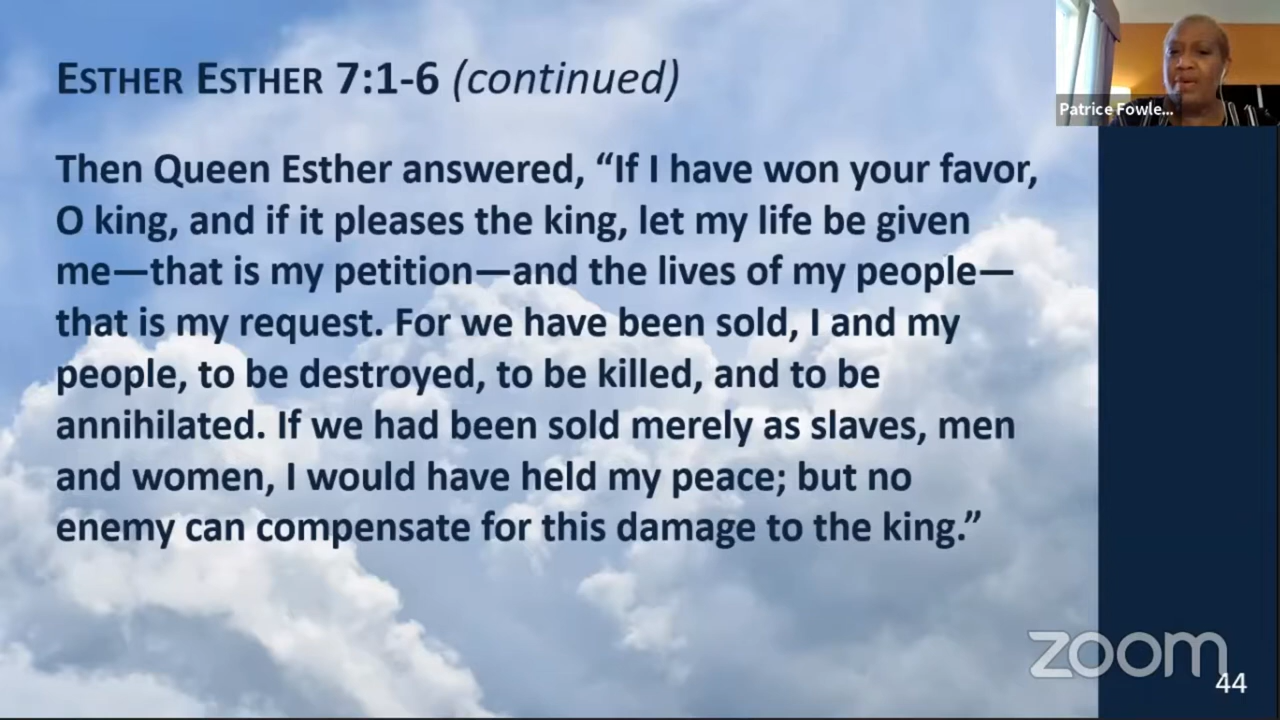 ESTHER ESTHER 7:1-6 (continued)
Patrice Fowle...
Then Queen Esther answered, “If I have won your favor,
O king, and if it pleases the king, let my life be given
me—that is my petition—and the lives of my people—
that is my request. For we have been sold, I and my
people, to be destroyed, to be killed, and to be
annihilated. If we had been sold merely as slaves, men
and women, I would have held my peace; but no
enemy can compensate for this damage to the king.”
zoom
44